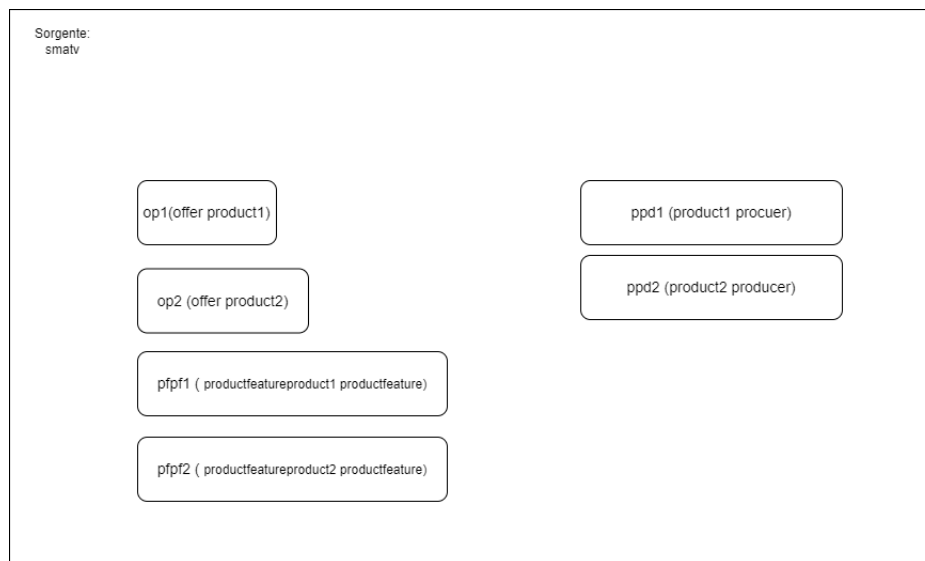 Sorgente:
smatv
op1(offer product1)
ppd1 (product1 procuer)
op2 (offer product2)
ppd2 (product2 producer)
pfpf1 ( productfeatureproduct1 productfeature)
pfpf2 ( productfeatureproduct2 productfeature)